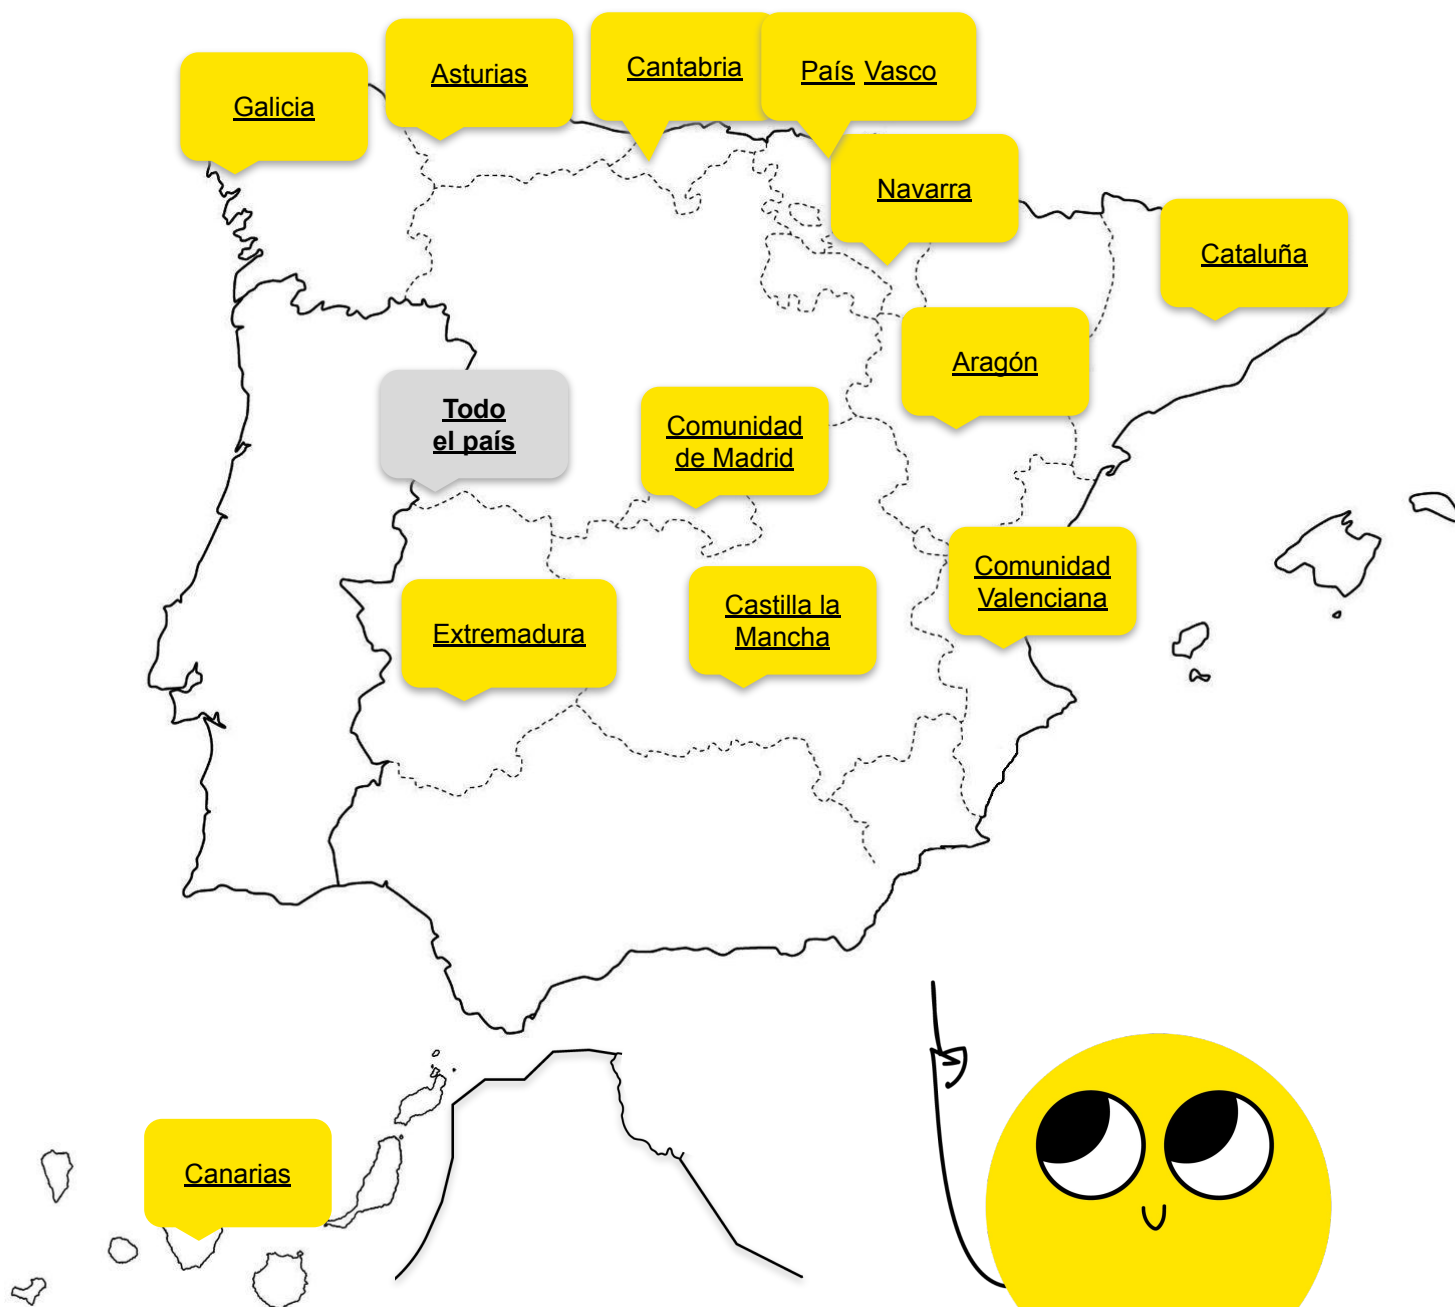 Galicia
Asturias
Cantabria
País Vasco
Navarra
Cataluña
Aragón
Todo
el país
Comunidad
de Madrid
Comunidad
Valenciana
Extremadura
Castilla la
Mancha
Canarias